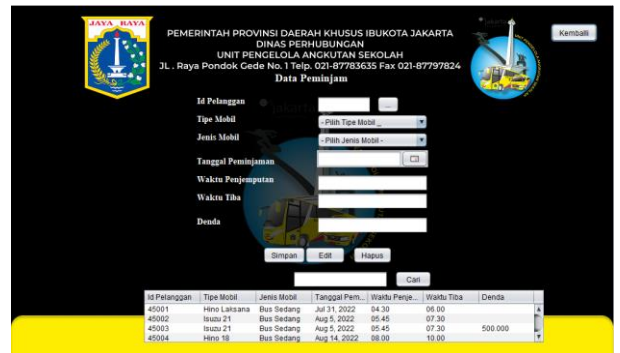 JAYA RAYA
PEMERINTAH PROVINSI DAERAH KHUSUS IBUKOTA JAKARTA
DINAS PERHUBUNGAN
UNIT PENGELOLA ANGKUTAN SEKOLAH
JL . Raya Pondok Gede No. 1 Telp. 021-87783635 Fax 021-87797824
Data Peminjam
Kembali
Id Pelanggan ...
Tipe Mobil - Pilih Tipe Mobil _
Jenis Mobil - Pilih Jenis Mobil -
Tanggal Peminjaman
Waktu Penjemputan
Waktu Tiba
Denda
Simpan Edit Hapus
Cari
Id Pelanggan Tipe Mobil Jenis Mobil Tanggal Pem... Waktu Penje... Waktu Tiba Denda
45001 Hino Laksana Bus Sedang Jul 31, 2022 04.30 06.00
45002 Isuzu 21 Bus Sedang Aug 5, 2022 05.45 07.30
45003 Isuzu 21 Bus Sedang Aug 5, 2022 05.45 07.30 500.000
45004 Hino 18 Bus Sedang Aug 14, 2022 08.00 10.00